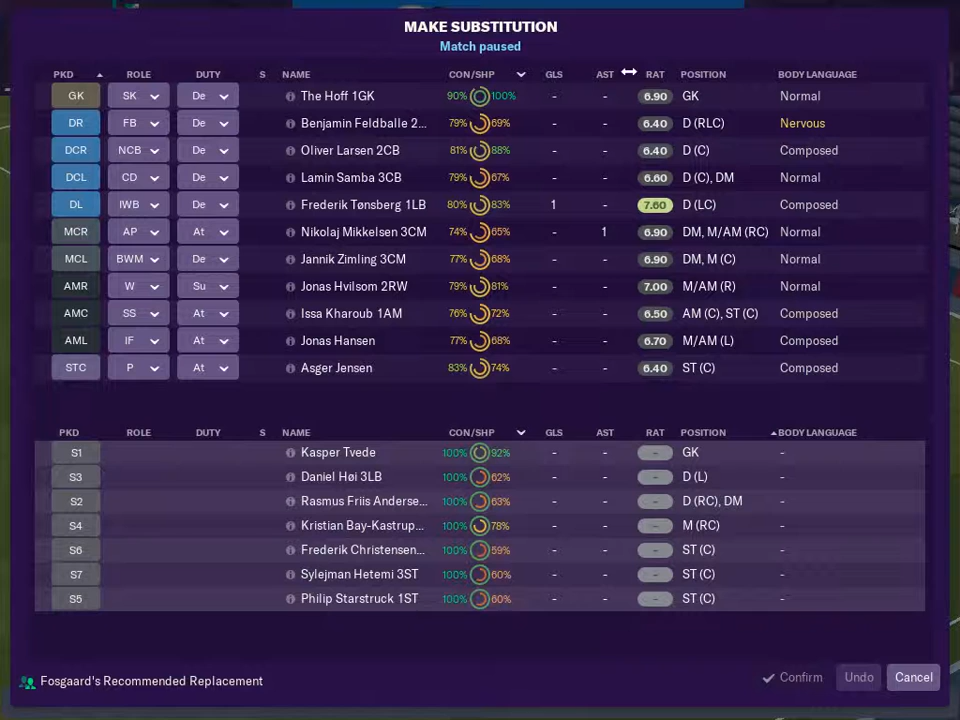 MAKE SUBSTITUTION
Match paused
PKD ROLE DUTY S NAME CON/SHP GLS AST RAT POSITION BODY LANGUAGE
GK SK De The Hoff 1GK 90% 100% - - 6.90 GK Normal
DR FB De Benjamin Feldballe 2... 79% 69% - - 6.40 D (RLC) Nervous
DCR NCB De Oliver Larsen 2CB 81% 88% - - 6.40 D (C) Composed
DCL CD De Lamin Samba 3CB 79% 67% - - 6.60 D (C), DM Normal
DL IWB De Frederik Tønsberg 1LB 80% 83% 1 - 7.60 D (LC) Composed
MCR AP At Nikolaj Mikkelsen 3CM 74% 65% - 1 6.90 DM, M/AM (RC) Normal
MCL BWM De Jannik Zimling 3CM 77% 68% - - 6.90 DM, M (C) Normal
AMR W Su Jonas Hvilsom 2RW 79% 81% - - 7.00 M/AM (R) Normal
AMC SS At Issa Kharoub 1AM 76% 72% - - 6.50 AM (C), ST (C) Composed
AML IF At Jonas Hansen 77% 68% - - 6.70 M/AM (L) Composed
STC P At Asger Jensen 83% 74% - - 6.40 ST (C) Composed
PKD ROLE DUTY S NAME CON/SHP GLS AST RAT POSITION BODY LANGUAGE
S1 Kasper Tvede 100% 92% - - - GK -
S3 Daniel Høi 3LB 100% 62% - - - D (L) -
S2 Rasmus Friis Anderse... 100% 63% - - - D (RC), DM -
S4 Kristian Bay-Kastrup... 100% 78% - - - M (RC) -
S6 Frederik Christensen... 100% 59% - - - ST (C) -
S7 Sylejman Hetemi 3ST 100% 60% - - - ST (C) -
S5 Philip Starstruck 1ST 100% 60% - - - ST (C) -
Fosgaard's Recommended Replacement Confirm Undo Cancel